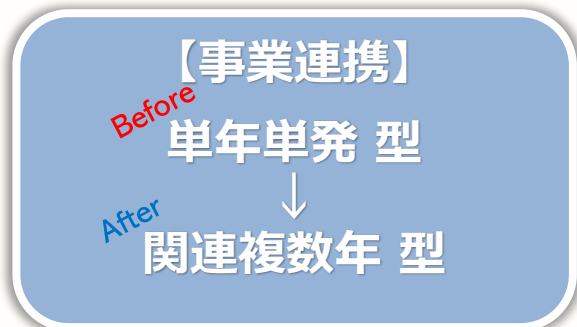 【事業連携】
Before
単年単発 型
↓
After
関連複数年 型